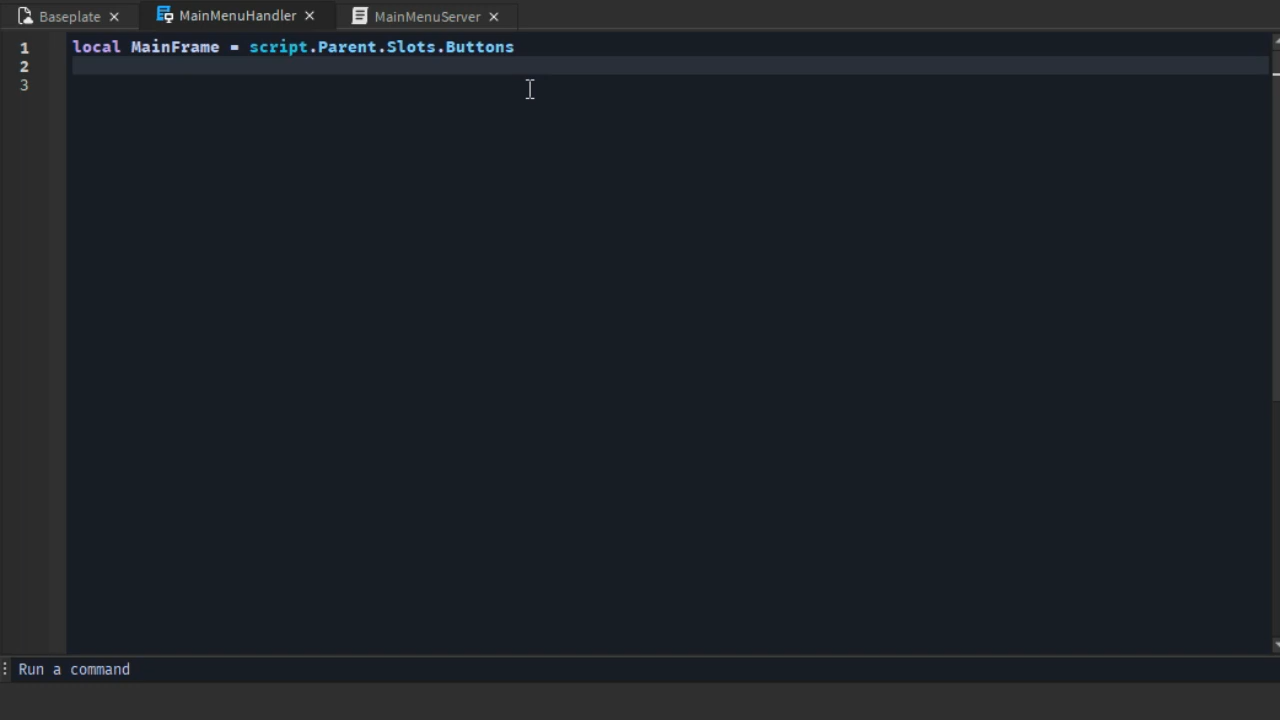 Baseplate MainMenuHandler MainMenuServer
1 local MainFrame = script.Parent.Slots.Buttons
2
3
Run a command